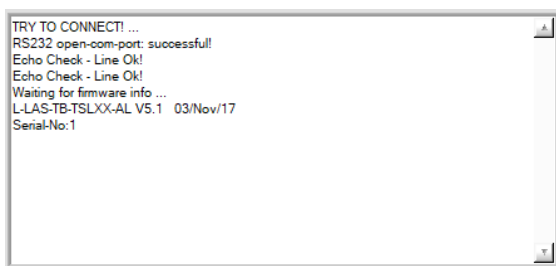 TRY TO CONNECT! ...
RS232 open-com-port: successful!
Echo Check - Line Ok!
Echo Check - Line Ok!
Waiting for firmware info ...
L-LAS-TB-TSLXX-AL V5.1   03/Nov/17
Serial-No:1